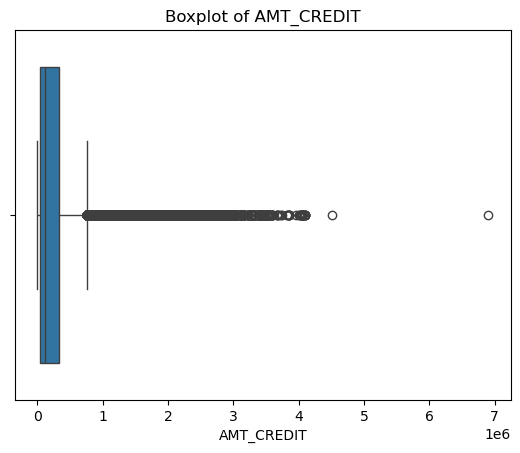 Boxplot of AMT_CREDIT
0 1 2 3 4 5 6 7
1e6
AMT_CREDIT